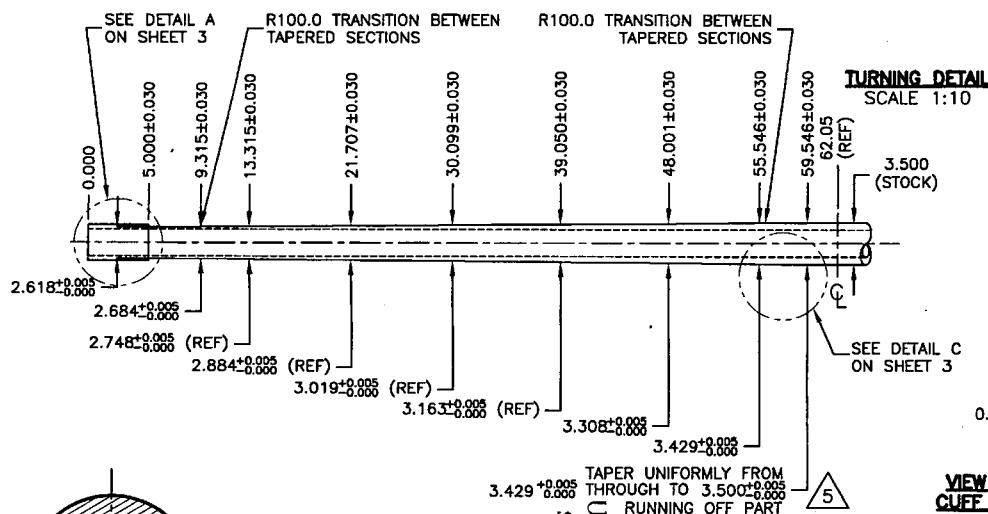 SEE DETAIL A
ON SHEET 3
R100.0 TRANSITION BETWEEN
TAPERED SECTIONS
R100.0 TRANSITION BETWEEN
TAPERED SECTIONS
TURNING DETAIL
SCALE 1:10
0.000
5.000±0.030
9.315±0.030
13.315±0.030
21.707±0.030
30.099±0.030
39.050±0.030
48.001±0.030
55.546±0.030
59.546±0.030
62.05
(REF)
3.500
(STOCK)
2.618+0.005
-0.000
2.684+0.005
-0.000
2.748+0.005
-0.000 (REF)
2.884+0.005
-0.000 (REF)
3.019+0.005
-0.000 (REF)
3.163+0.005
-0.000 (REF)
3.308+0.005
-0.000
3.429+0.005
-0.000
℄
SEE DETAIL C
ON SHEET 3
0.
TAPER UNIFORMLY FROM
3.429 +0.005
0.000 THROUGH TO 3.500+0.005
-0.000
RUNNING OFF PART
5
VIEW
CUFF